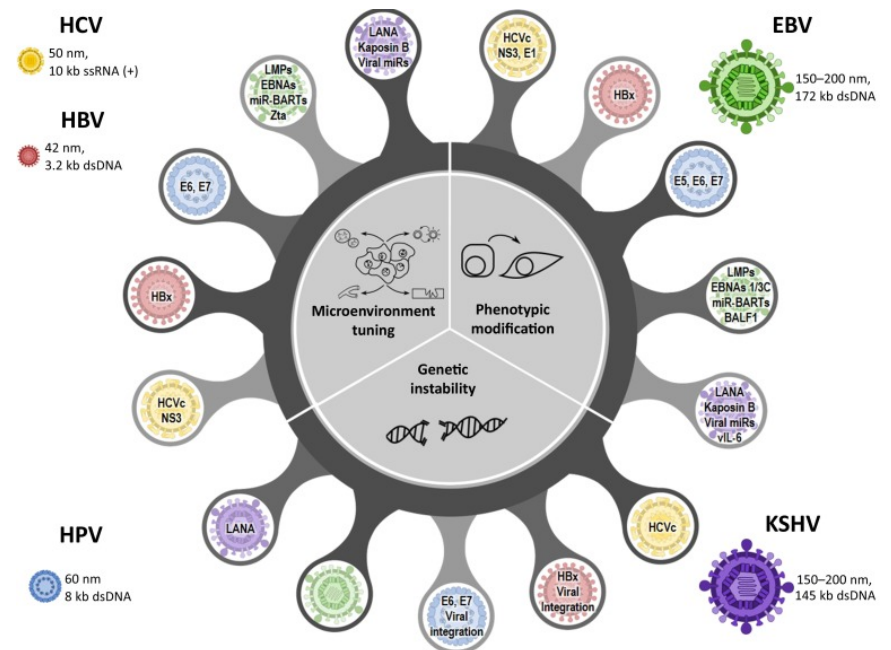 HCV
50 nm,
10 kb ssRNA (+)
HBV
42 nm,
3.2 kb dsDNA
EBV
150–200 nm,
172 kb dsDNA
HPV
60 nm
8 kb dsDNA
KSHV
150–200 nm,
145 kb dsDNA
LANA
Kaposin B
Viral miRs
HCVc
NS3, E1
HBx
E5, E6, E7
LMPs
EBNAs 1/3C
miR-BARTs
BALF1
LANA
Kaposin B
Viral miRs
vIL-6
HCVc
HBx
Viral
Integration
E6, E7
Viral
integration
LANA
HCVc
NS3
HBx
E6, E7
LMPs
EBNAs
miR-BARTs
Zta
Microenvironment
tuning
Phenotypic
modification
Genetic
instability